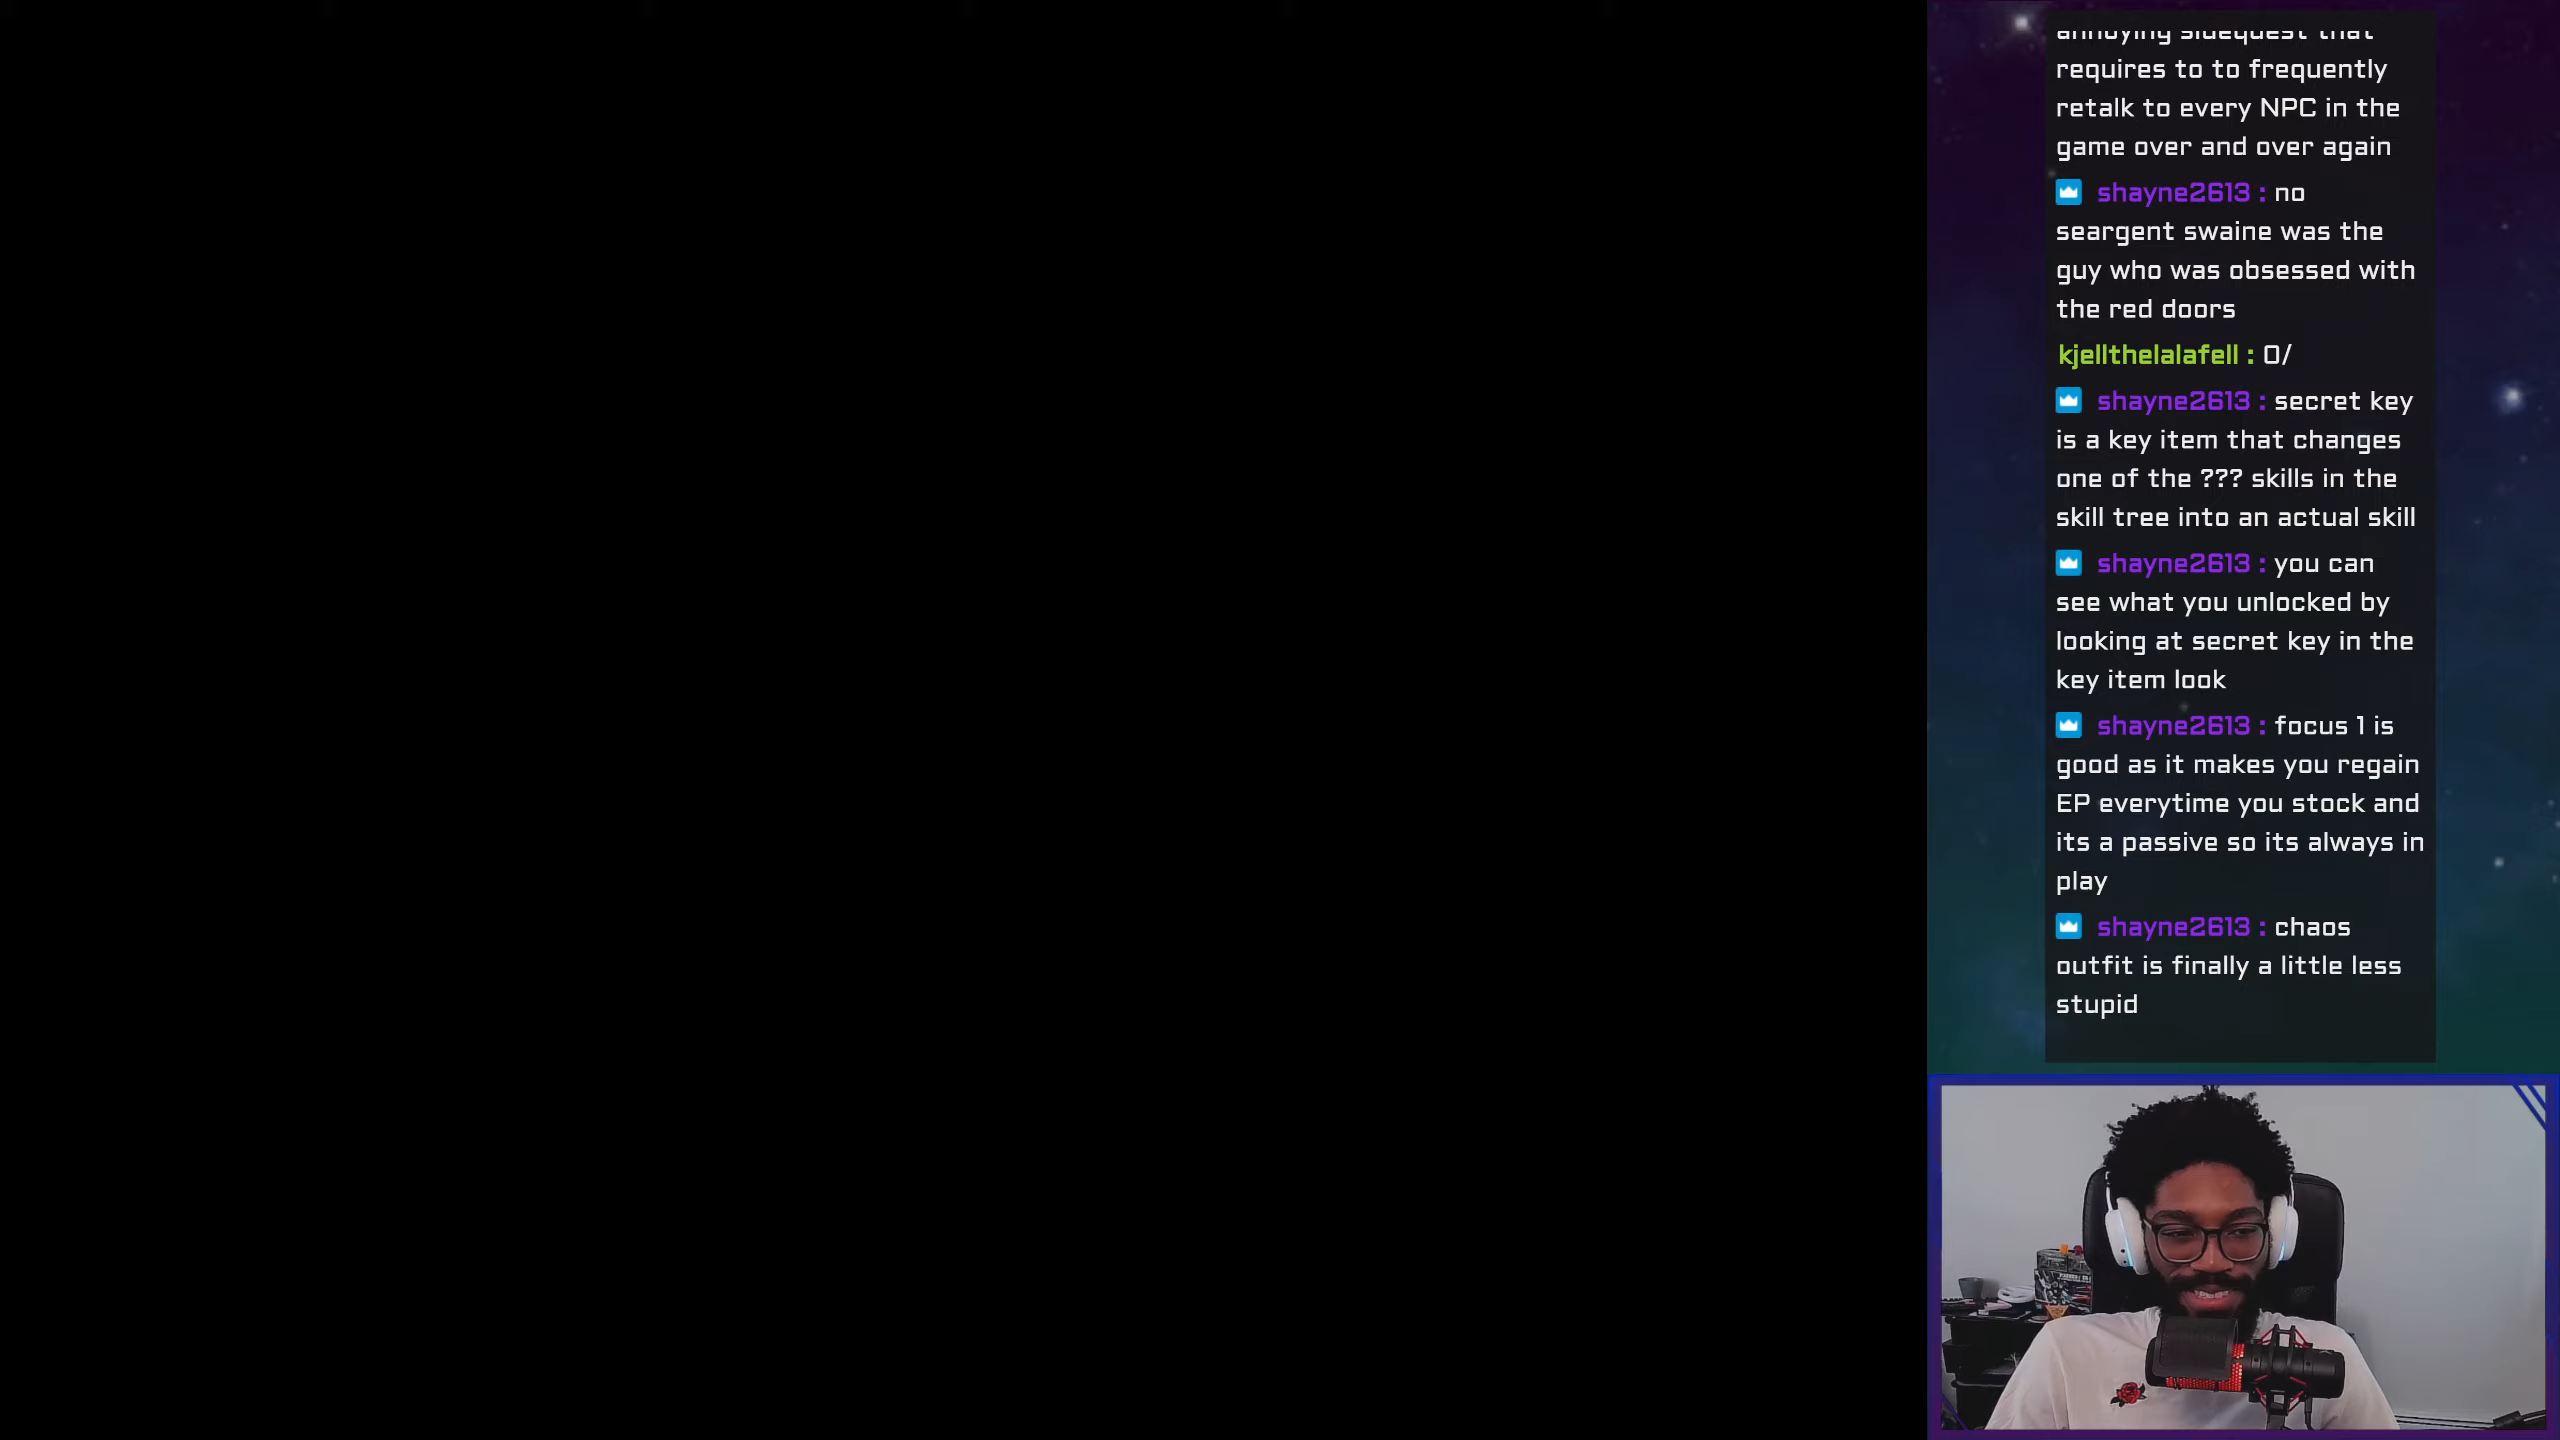 annoying sidequest that
requires to to frequently
retalk to every NPC in the
game over and over again
shayne2613 : no
seargent swaine was the
guy who was obsessed with
the red doors
kjellthelalafell : O/
shayne2613 : secret key
is a key item that changes
one of the ??? skills in the
skill tree into an actual skill
shayne2613 : you can
see what you unlocked by
looking at secret key in the
key item look
shayne2613 : focus 1 is
good as it makes you regain
EP everytime you stock and
its a passive so its always in
play
shayne2613 : chaos
outfit is finally a little less
stupid